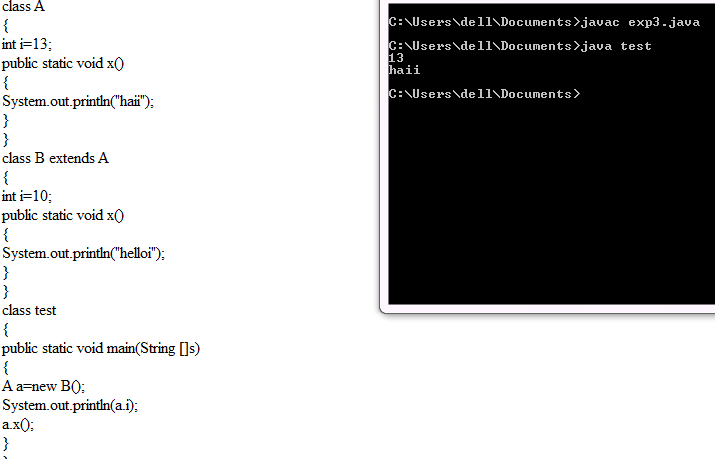 class A
{
int i=13;
public static void x()
{
System.out.println("haii");
}
}
class B extends A
{
int i=10;
public static void x()
{
System.out.println("helloi");
}
}
class test
{
public static void main(String []s)
{
A a=new B();
System.out.println(a.i);
a.x();
}
C:\Users\dell\Documents>javac exp3.java
C:\Users\dell\Documents>java test
13
haii
C:\Users\dell\Documents>